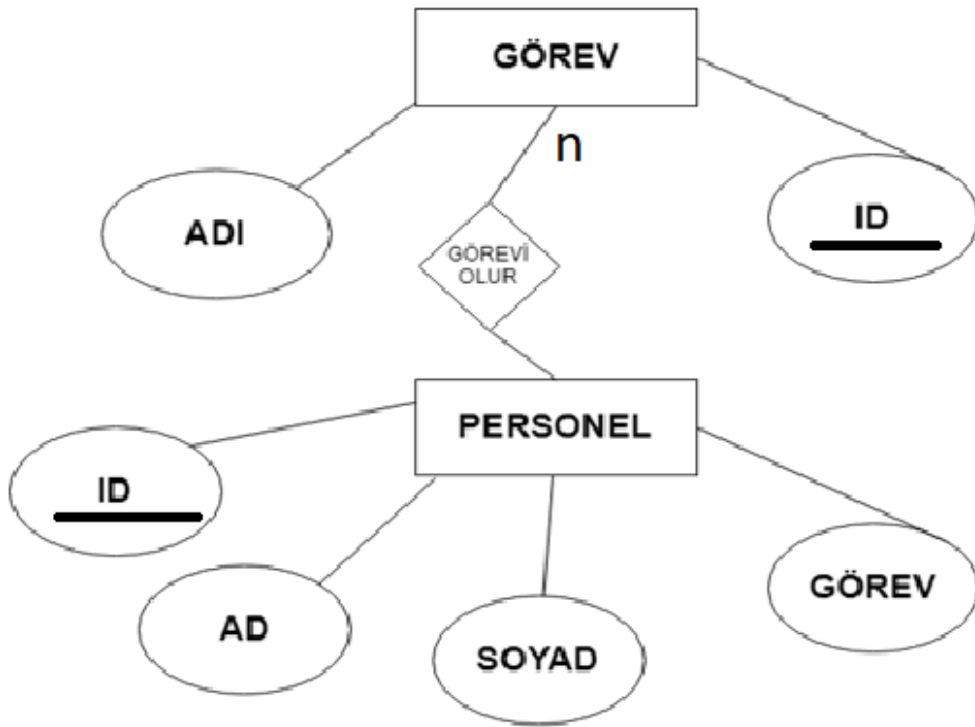 GÖREV
n
ADI
ID
GÖREVİ
OLUR
PERSONEL
ID
AD
SOYAD
GÖREV